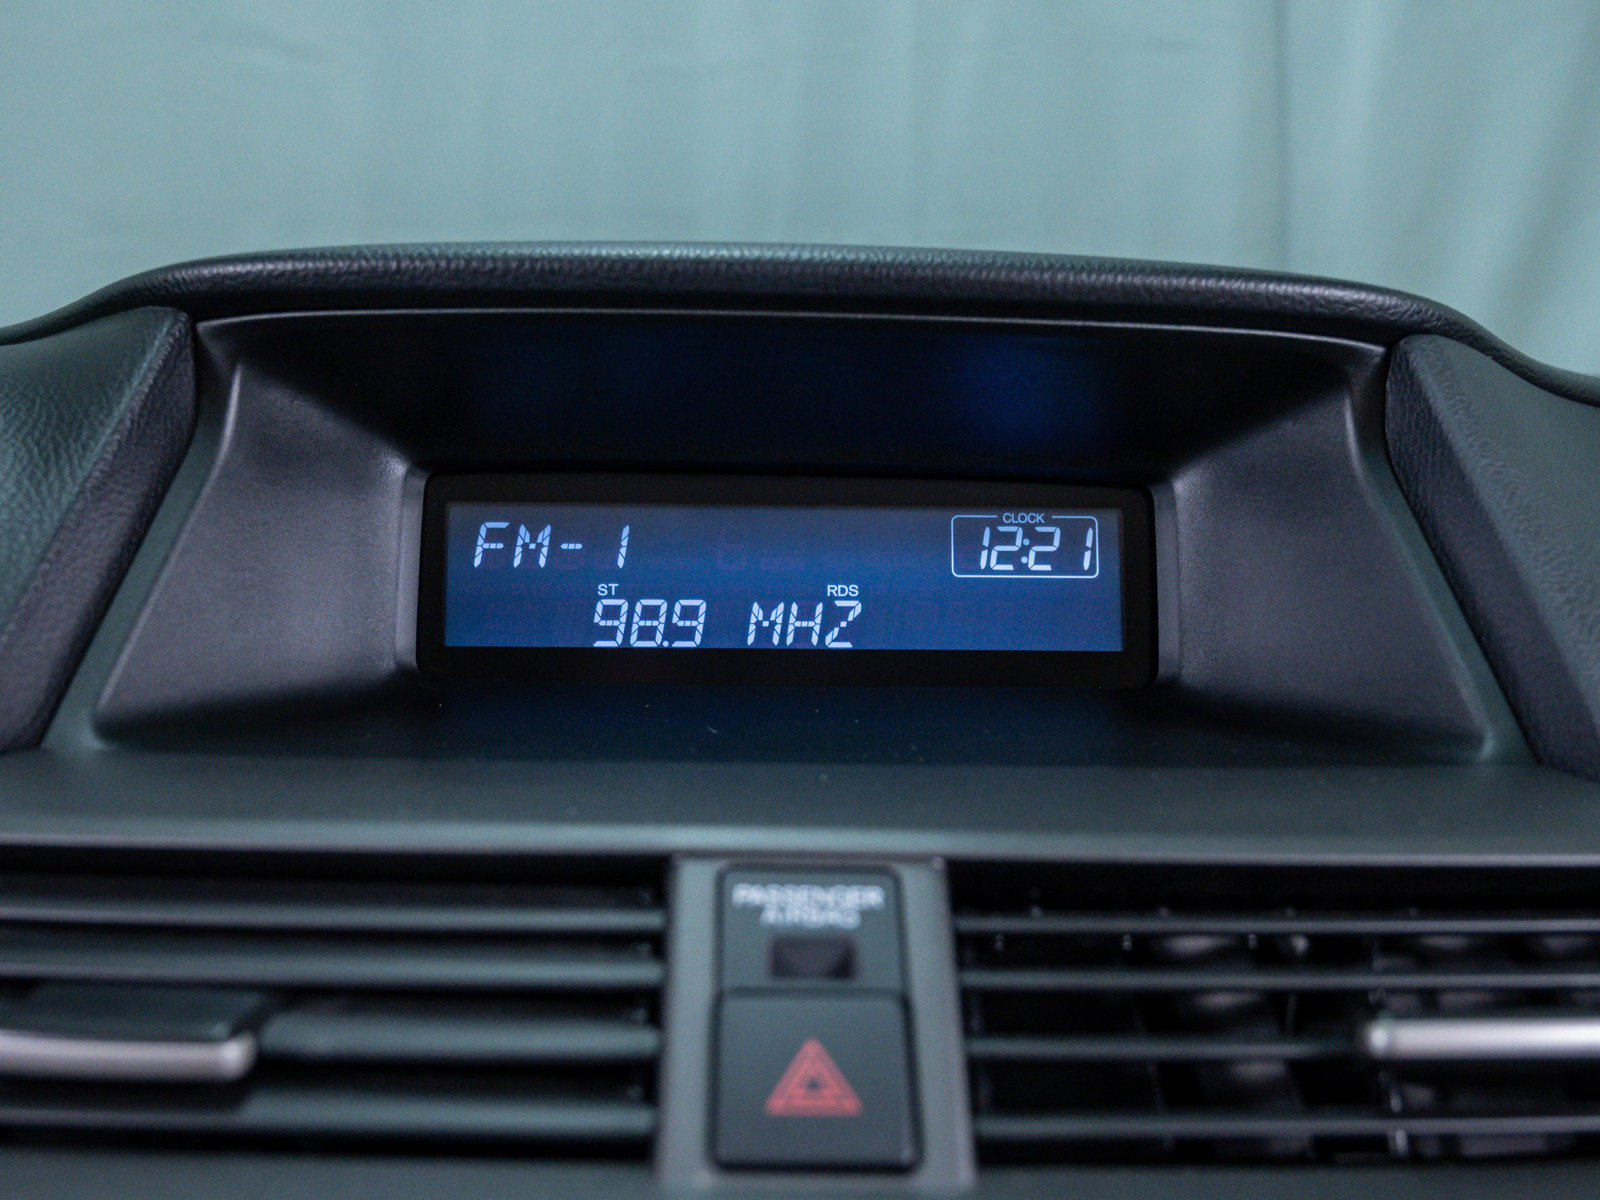 FM-1
CLOCK
12:21
ST
RDS
98.9 MHZ
PASSENGER
AIRBAG